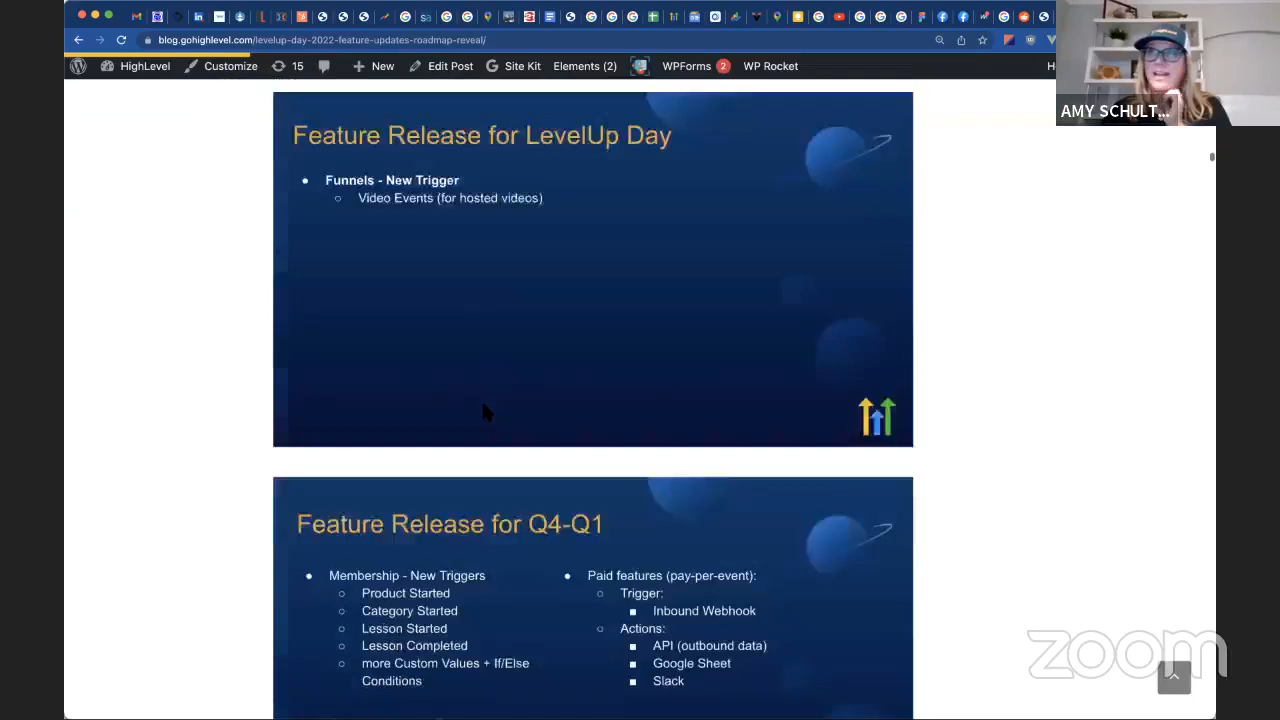 blog.gohighlevel.com/levelup-day-2022-feature-updates-roadmap-reveal/
HighLevel Customize 15 New Edit Post Site Kit Elements (2) WPForms 2 WP Rocket H
AMY SCHULT...
Feature Release for LevelUp Day
Funnels - New Trigger
Video Events (for hosted videos)
Feature Release for Q4-Q1
Membership - New Triggers
Product Started
Category Started
Lesson Started
Lesson Completed
more Custom Values + If/Else
Conditions
Paid features (pay-per-event):
Trigger:
Inbound Webhook
Actions:
API (outbound data)
Google Sheet
Slack
zoom